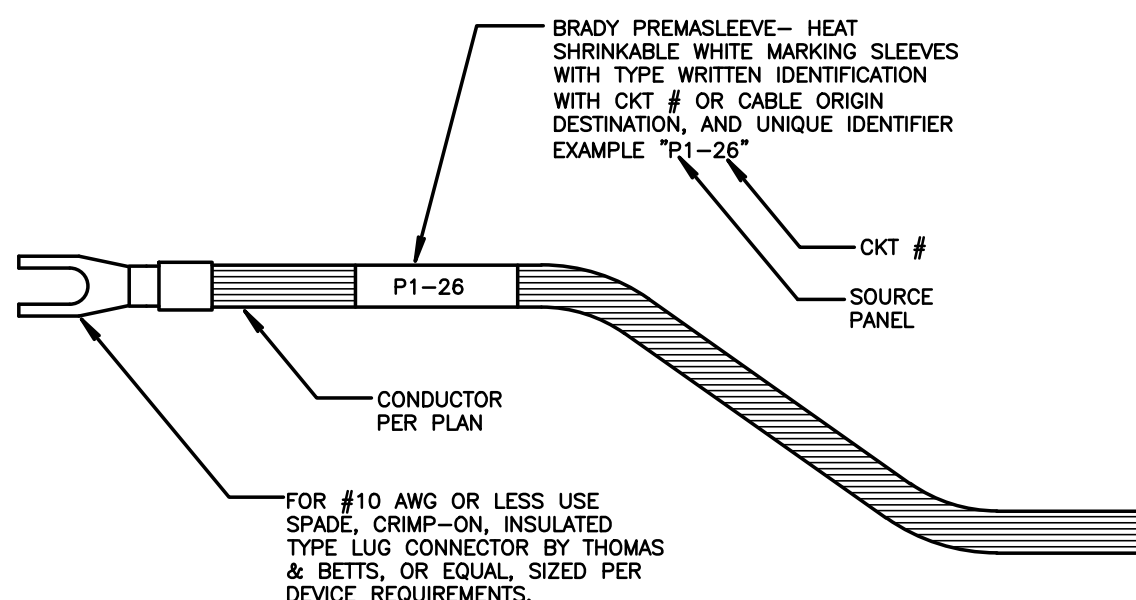 BRADY PREMASLEEVE- HEAT
SHRINKABLE WHITE MARKING SLEEVES
WITH TYPE WRITTEN IDENTIFICATION
WITH CKT # OR CABLE ORIGIN
DESTINATION, AND UNIQUE IDENTIFIER
EXAMPLE "P1-26"
CKT #
SOURCE
PANEL
P1-26
CONDUCTOR
PER PLAN
FOR #10 AWG OR LESS USE
SPADE, CRIMP-ON, INSULATED
TYPE LUG CONNECTOR BY THOMAS
& BETTS, OR EQUAL, SIZED PER
DEVICE REQUIREMENTS.